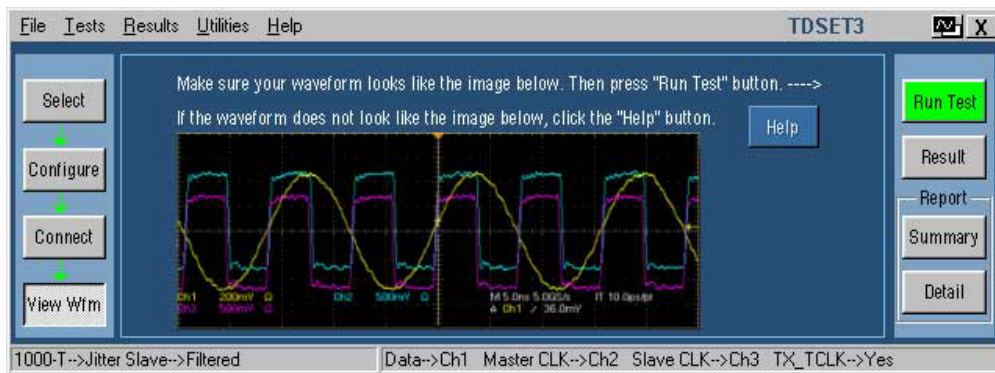 File Tests Results Utilities Help TDSET3 X
Make sure your waveform looks like the image below. Then press "Run Test" button. ---->
If the waveform does not look like the image below, click the "Help" button.
Help
Select
Configure
Connect
View Wfm
Run Test
Result
Report
Summary
Detail
Ch1 200mV Ω Ch2 500mV Ω M 5.0ns 5.0GS/s IT 10.0ps/pt
Ch3 500mV Ω A Ch1 / 36.0mV
1000-T-->Jitter Slave-->Filtered
Data-->Ch1 Master CLK-->Ch2 Slave CLK-->Ch3 TX_TCLK-->Yes